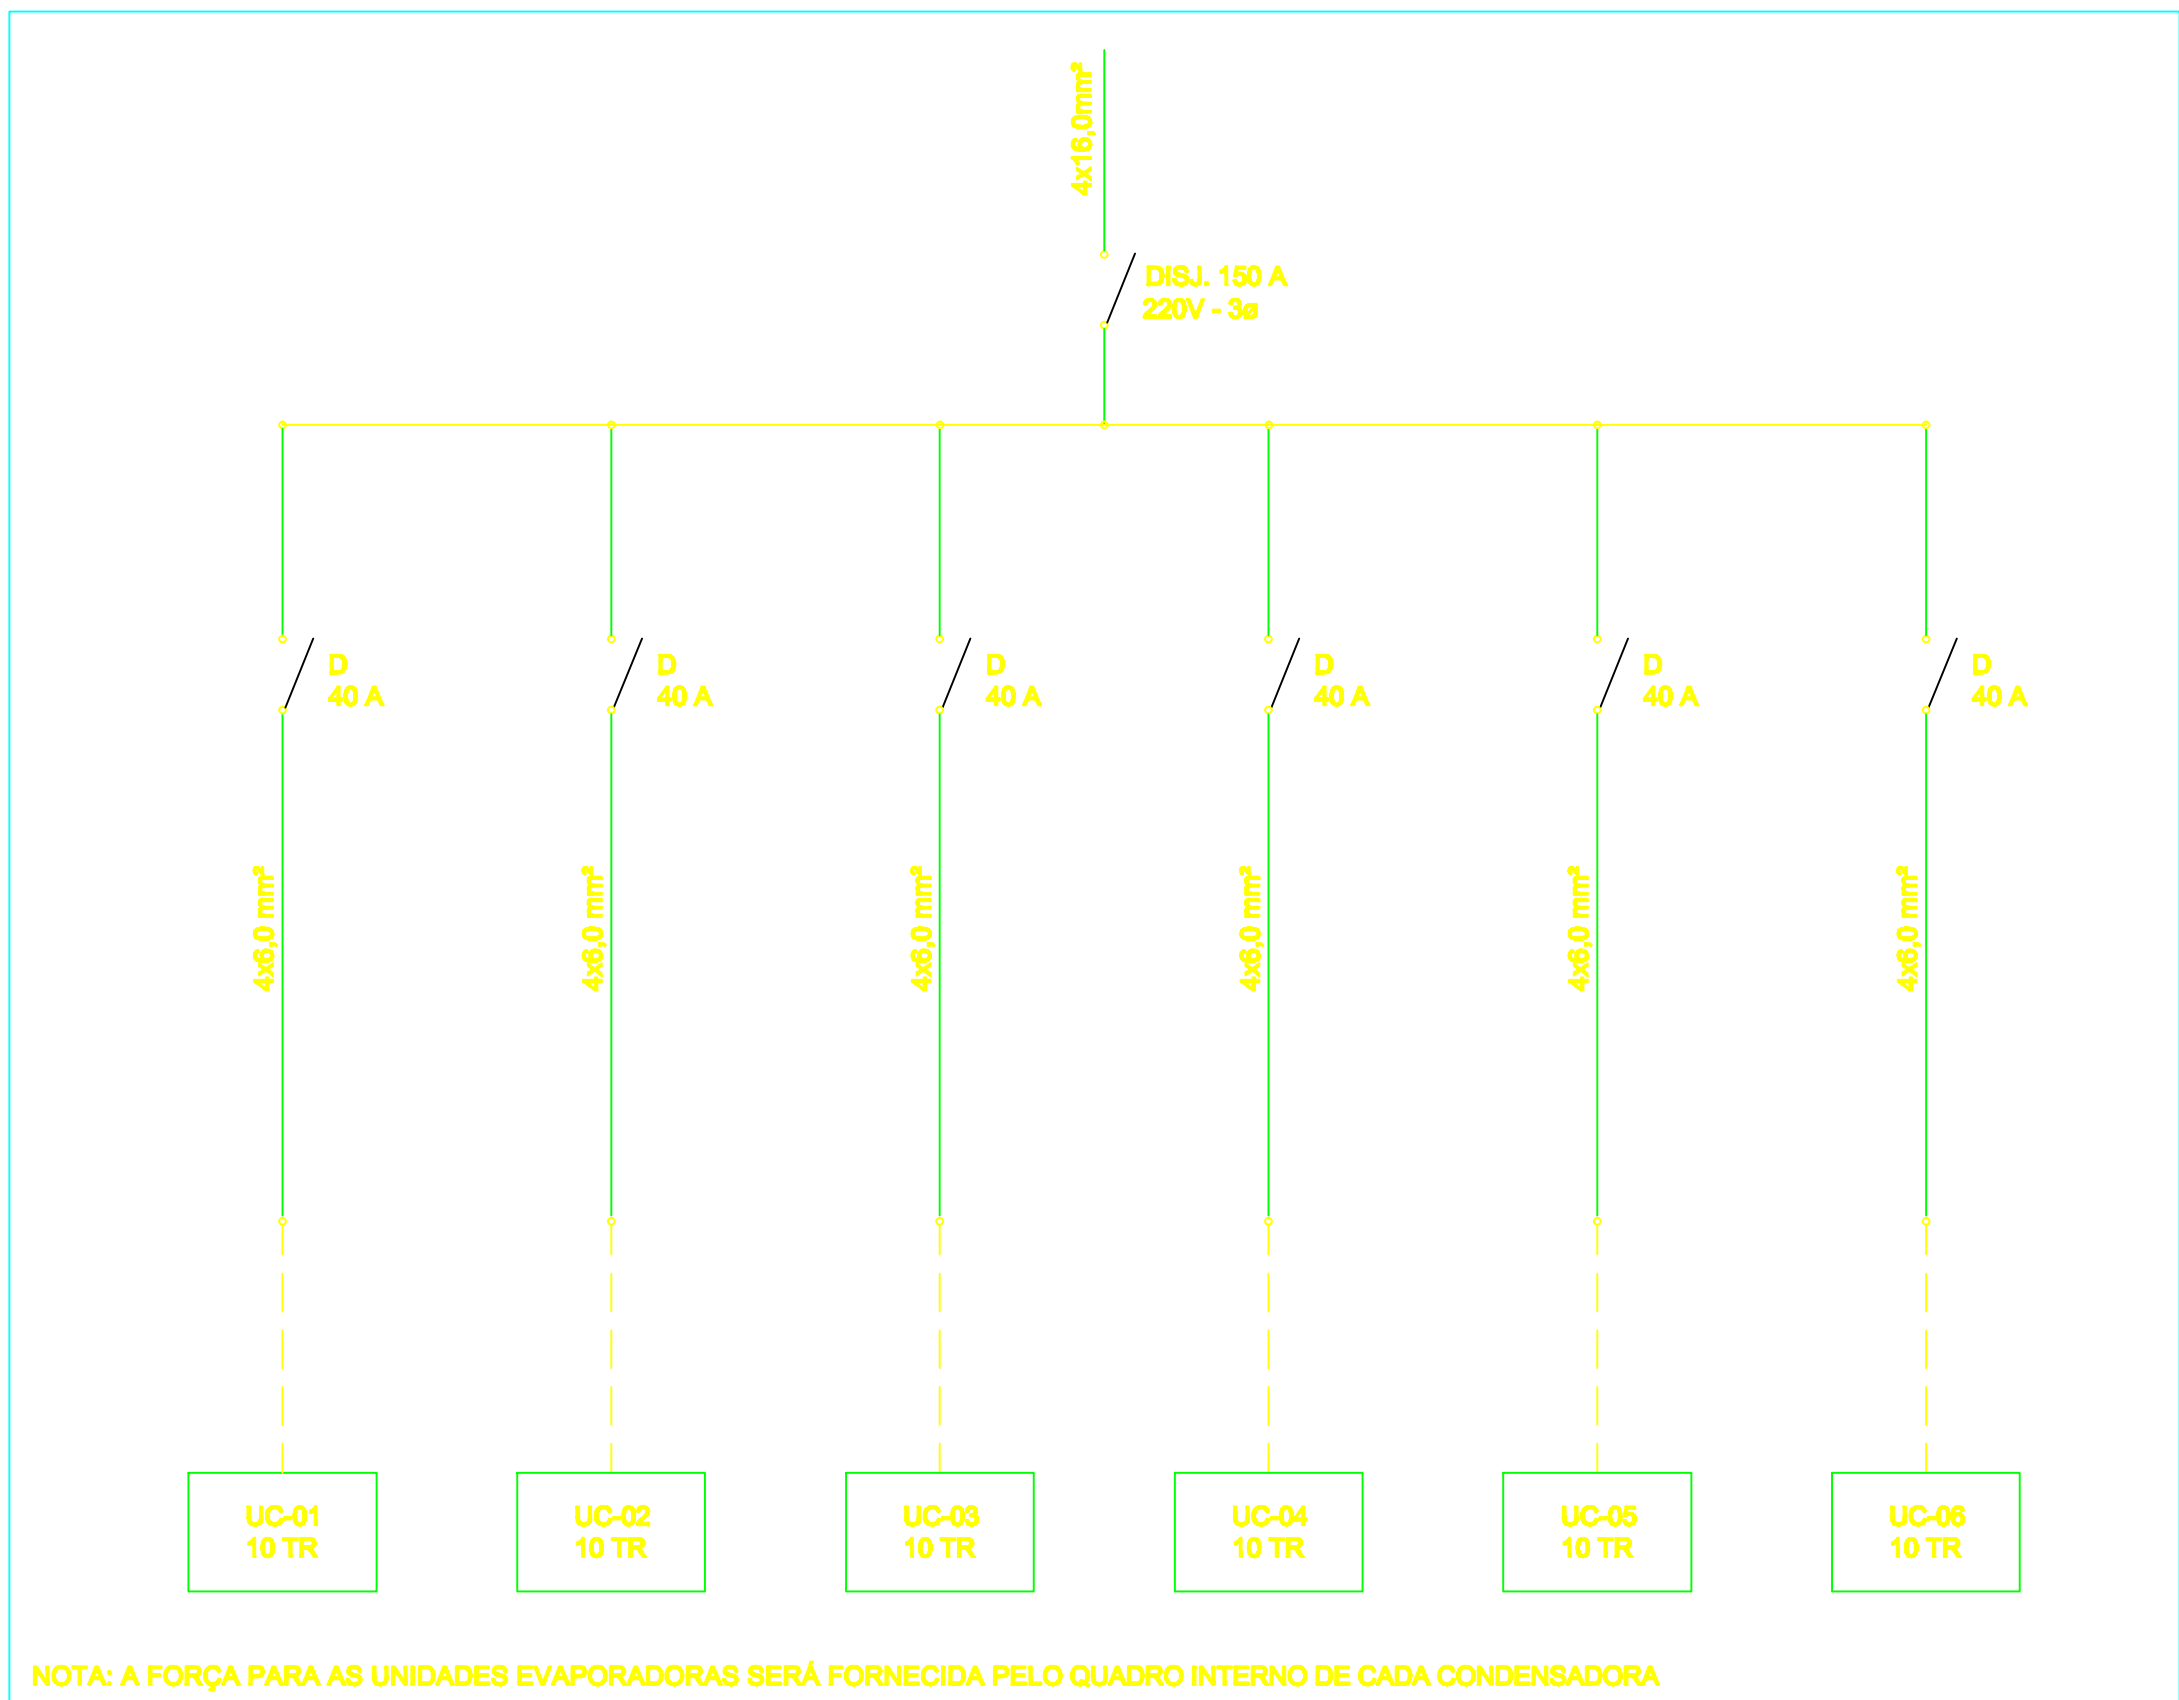 4x16,0mm²
DISJ. 150 A
220V - 3ø
D
40 A
D
40 A
D
40 A
D
40 A
D
40 A
D
40 A
4x6,0 mm²
4x6,0 mm²
4x6,0 mm²
4x6,0 mm²
4x6,0 mm²
4x6,0 mm²
UC-01
10 TR
UC-02
10 TR
UC-03
10 TR
UC-04
10 TR
UC-05
10 TR
UC-06
10 TR
NOTA: A FORÇA PARA AS UNIDADES EVAPORADORAS SERÁ FORNECIDA PELO QUADRO INTERNO DE CADA CONDENSADORA